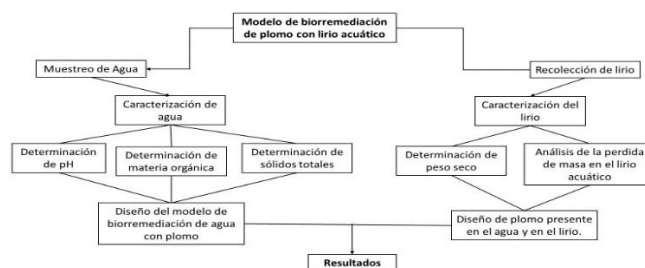 Modelo de biorremediación
de plomo con lirio acuático
Muestreo de Agua
Recolección de lirio
Caracterización de
agua
Caracterización del
lirio
Determinación
de pH
Determinación de
materia orgánica
Determinación de
sólidos totales
Determinación de
peso seco
Análisis de la perdida
de masa en el lirio
acuático
Diseño del modelo de
biorremediación de agua
con plomo
Diseño de plomo presente
en el agua y en el lirio.
Resultados